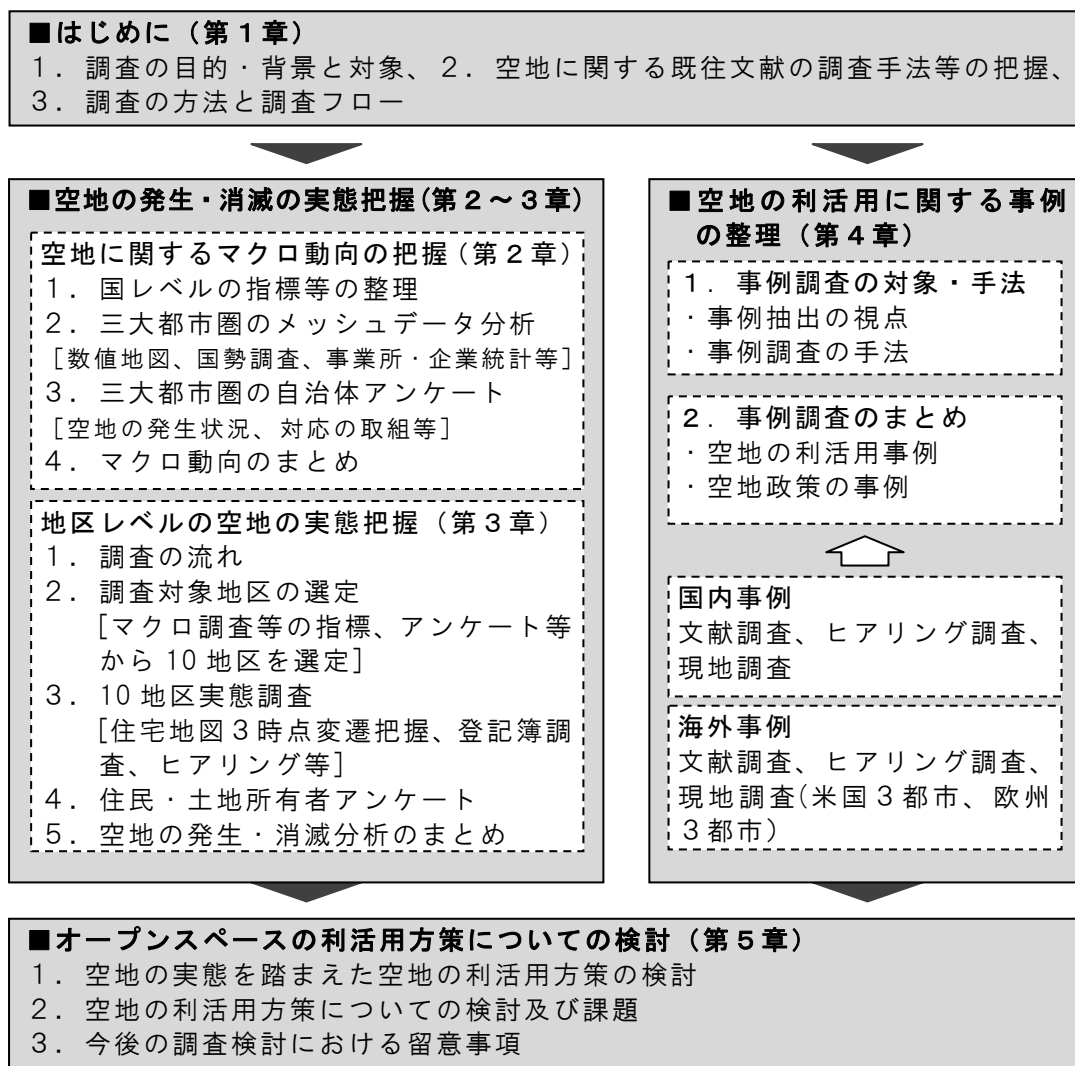 ■はじめに（第１章）
１．調査の目的・背景と対象、２．空地に関する既往文献の調査手法等の把握、
３．調査の方法と調査フロー
■空地の発生・消滅の実態把握(第２～３章)
空地に関するマクロ動向の把握（第２章）
１．国レベルの指標等の整理
２．三大都市圏のメッシュデータ分析
［数値地図、国勢調査、事業所・企業統計等］
３．三大都市圏の自治体アンケート
［空地の発生状況、対応の取組等］
４．マクロ動向のまとめ
地区レベルの空地の実態把握（第３章）
１．調査の流れ
２．調査対象地区の選定
［マクロ調査等の指標、アンケート等
から10地区を選定］
３．10地区実態調査
［住宅地図３時点変遷把握、登記簿調
査、ヒアリング等］
４．住民・土地所有者アンケート
５．空地の発生・消滅分析のまとめ
■空地の利活用に関する事例
の整理（第４章）
１．事例調査の対象・手法
・事例抽出の視点
・事例調査の手法
２．事例調査のまとめ
・空地の利活用事例
・空地政策の事例
国内事例
文献調査、ヒアリング調査、
現地調査
海外事例
文献調査、ヒアリング調査、
現地調査(米国３都市、欧州
３都市）
■オープンスペースの利活用方策についての検討（第５章）
１．空地の実態を踏まえた空地の利活用方策の検討
２．空地の利活用方策についての検討及び課題
３．今後の調査検討における留意事項